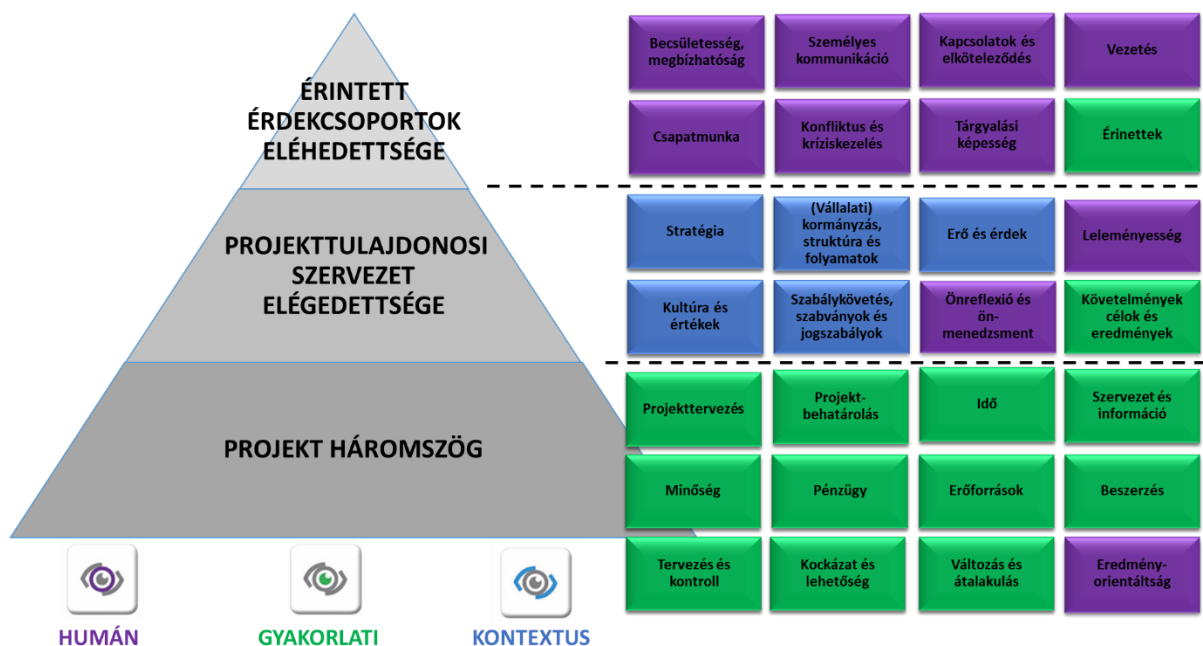 ÉRINTETT
ÉRDEKCSOPORTOK
ELÉHEDETTSÉGE
PROJEKTTULAJDONOSI
SZERVEZET
ELÉGEDETTSÉGE
PROJEKT HÁROMSZÖG
HUMÁN
GYAKORLATI
KONTEXTUS
Becsületesség,
megbízhatóság
Személyes
kommunikáció
Kapcsolatok és
elköteleződés
Vezetés
Csapatmunka
Konfliktus és
kríziskezelés
Tárgyalási
képesség
Érinettek
Stratégia
(Vállalati)
kormányzás,
struktúra és
folyamatok
Erő és érdek
Leleményesség
Kultúra és
értékek
Szabálykövetés,
szabványok és
jogszabályok
Önreflexió és
ön-
menedzsment
Követelmények
célok és
eredmények
Projekttervezés
Projekt-
behatárolás
Idő
Szervezet és
információ
Minőség
Pénzügy
Erőforrások
Beszerzés
Tervezés és
kontroll
Kockázat és
lehetőség
Változás és
átalakulás
Eredmény-
orientáltság